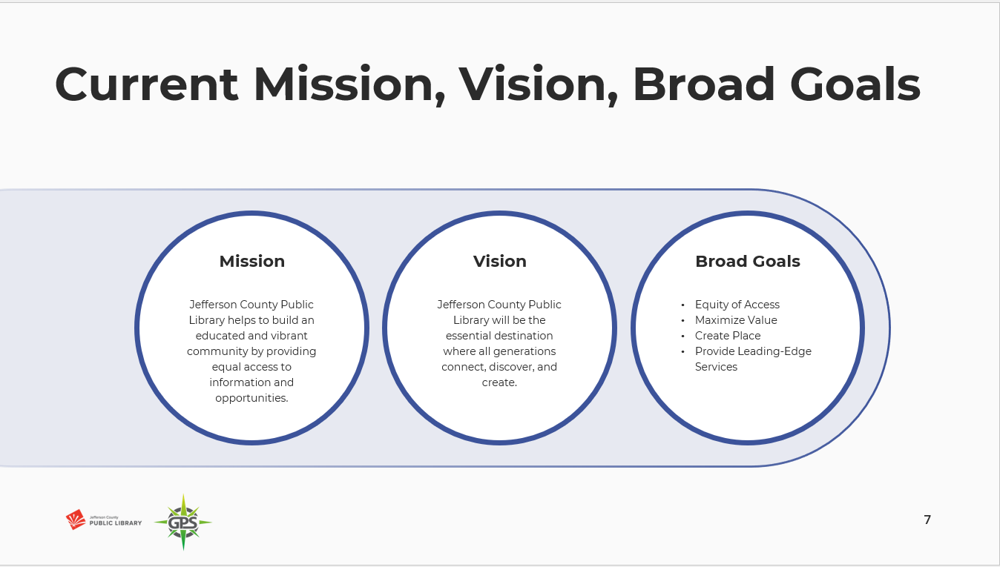 Current Mission, Vision, Broad Goals
Mission
Jefferson County Public
Library helps to build an
educated and vibrant
community by providing
equal access to
information and
opportunities.
Vision
Jefferson County Public
Library will be the
essential destination
where all generations
connect, discover, and
create.
Broad Goals
• Equity of Access
• Maximize Value
• Create Place
• Provide Leading-Edge
Services
Jefferson County
PUBLIC LIBRARY
GPS
7